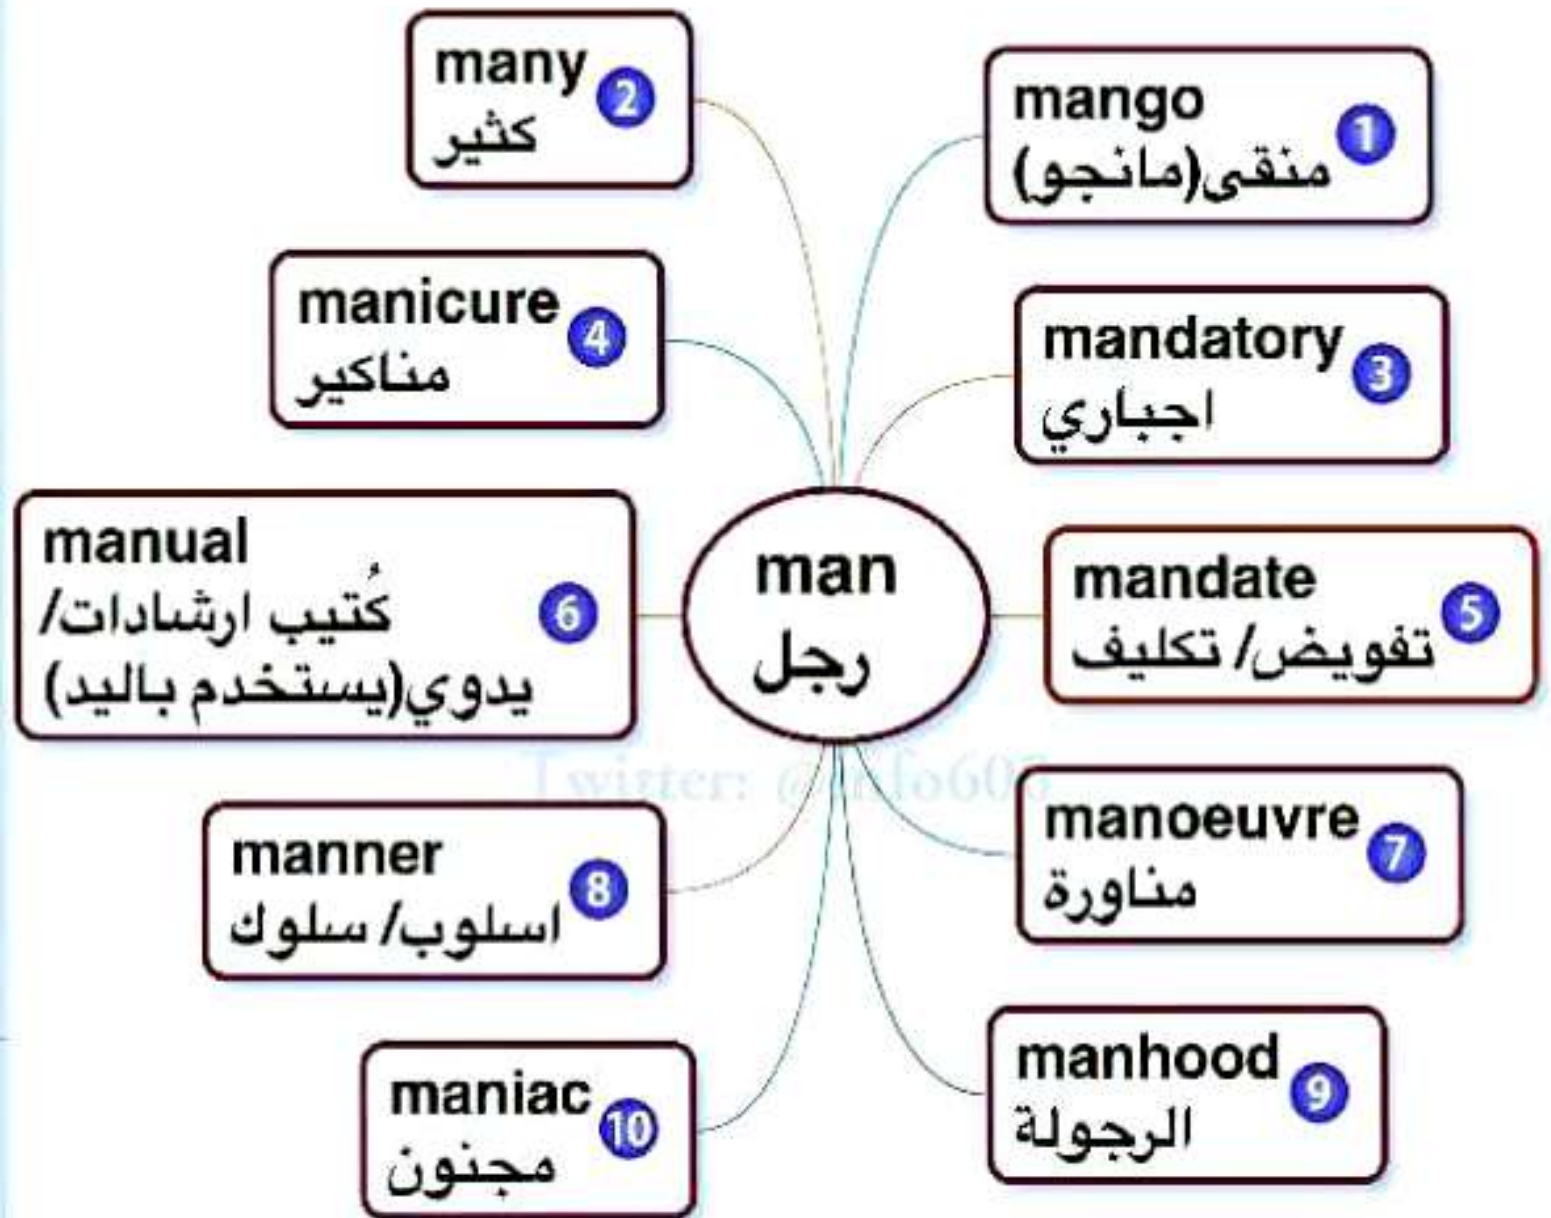 many
2
كثير
mango
1
منقى(مانجو)
manicure
4
مناكير
mandatory
3
اجباري
manual
6
كُتيب ارشادات/
يدوي(يستخدم باليد)
man
رجل
mandate
5
تفويض/ تكليف
Twitter: @info603
manoeuvre
7
مناورة
manner
8
اسلوب/ سلوك
manhood
9
الرجولة
maniac
10
مجنون